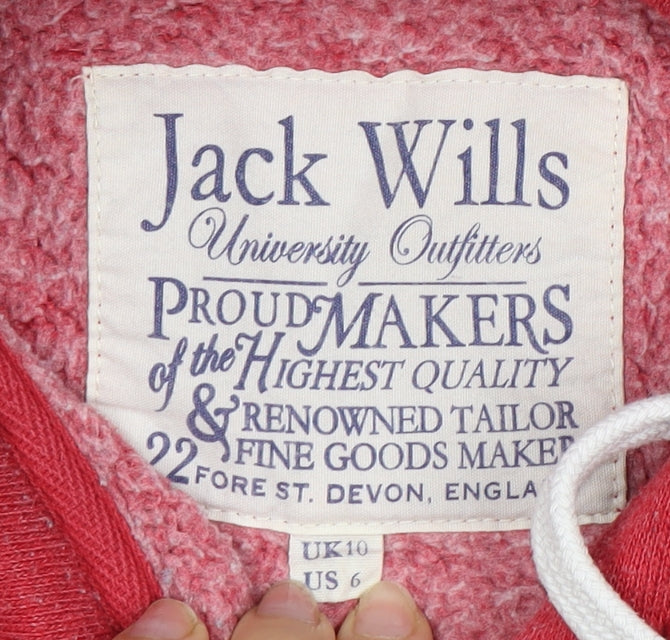 Jack Wills
University Outfitters
PROUD MAKERS
of the HIGHEST QUALITY
& RENOWNED TAILOR
FINE GOODS MAKER
22 FORE ST. DEVON, ENGLA
UK10
US 6